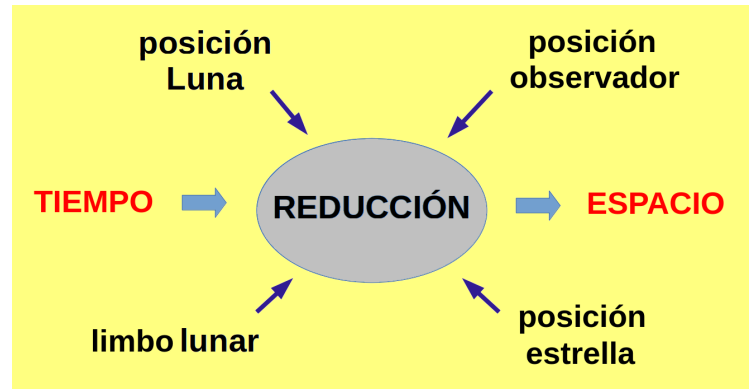 posición
Luna
posición
observador
TIEMPO
REDUCCIÓN
ESPACIO
limbo lunar
posición
estrella